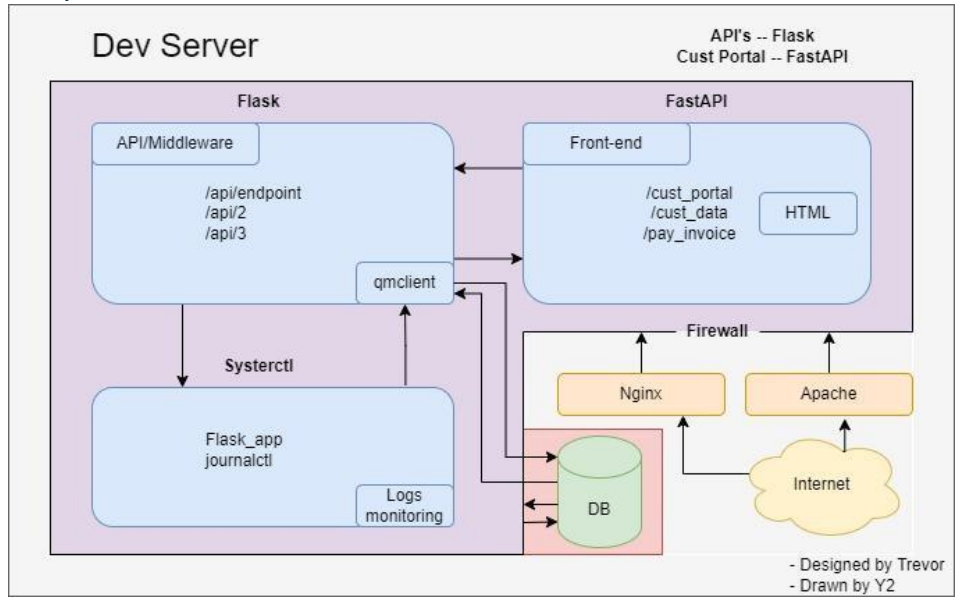 Dev Server
API's -- Flask
Cust Portal -- FastAPI
Flask
FastAPI
API/Middleware
/api/endpoint
/api/2
/api/3
qmclient
Front-end
/cust_portal
/cust_data
/pay_invoice
HTML
Firewall
Systerctl
Flask_app
journalctl
Logs
monitoring
Nginx
Apache
Internet
DB
- Designed by Trevor
- Drawn by Y2